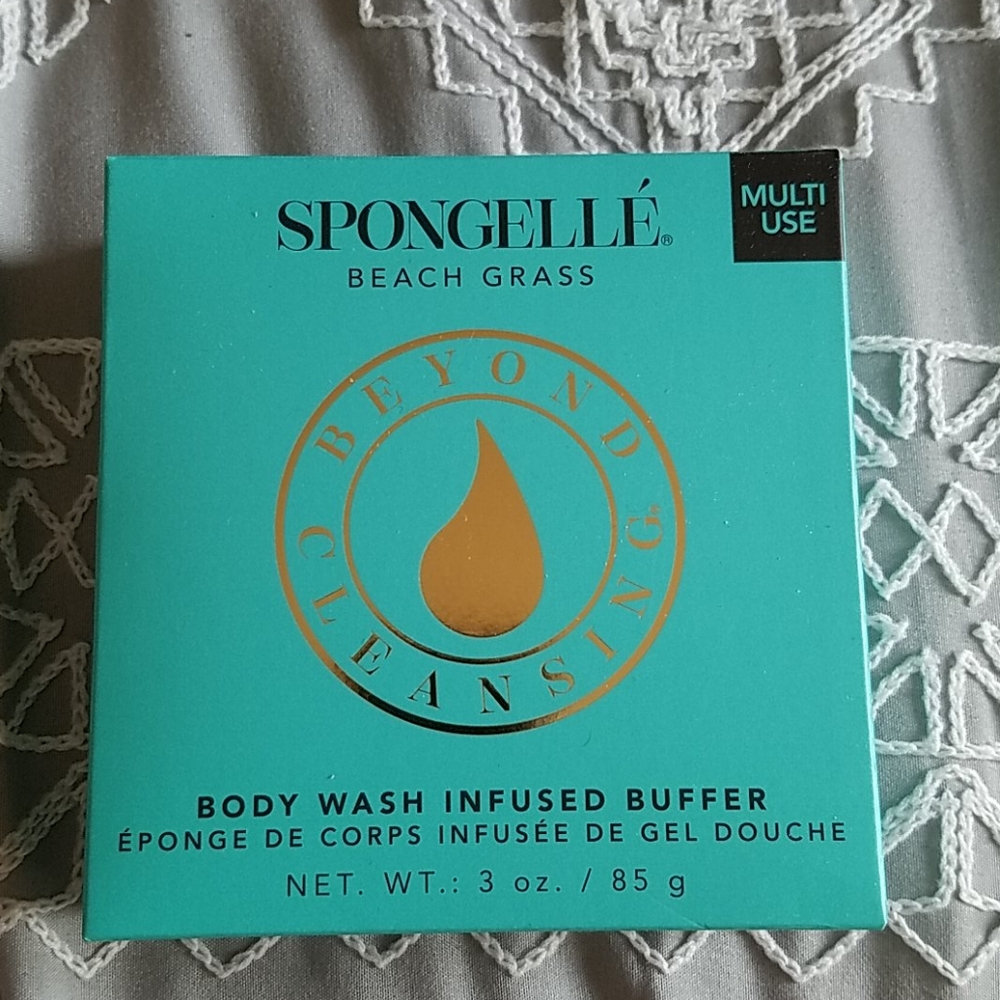 SPONGELLÉ®
BEACH GRASS
MULTI
USE
BEYOND
CLEANSING®
BODY WASH INFUSED BUFFER
ÉPONGE DE CORPS INFUSÉE DE GEL DOUCHE
NET. WT.: 3 oz. / 85 g